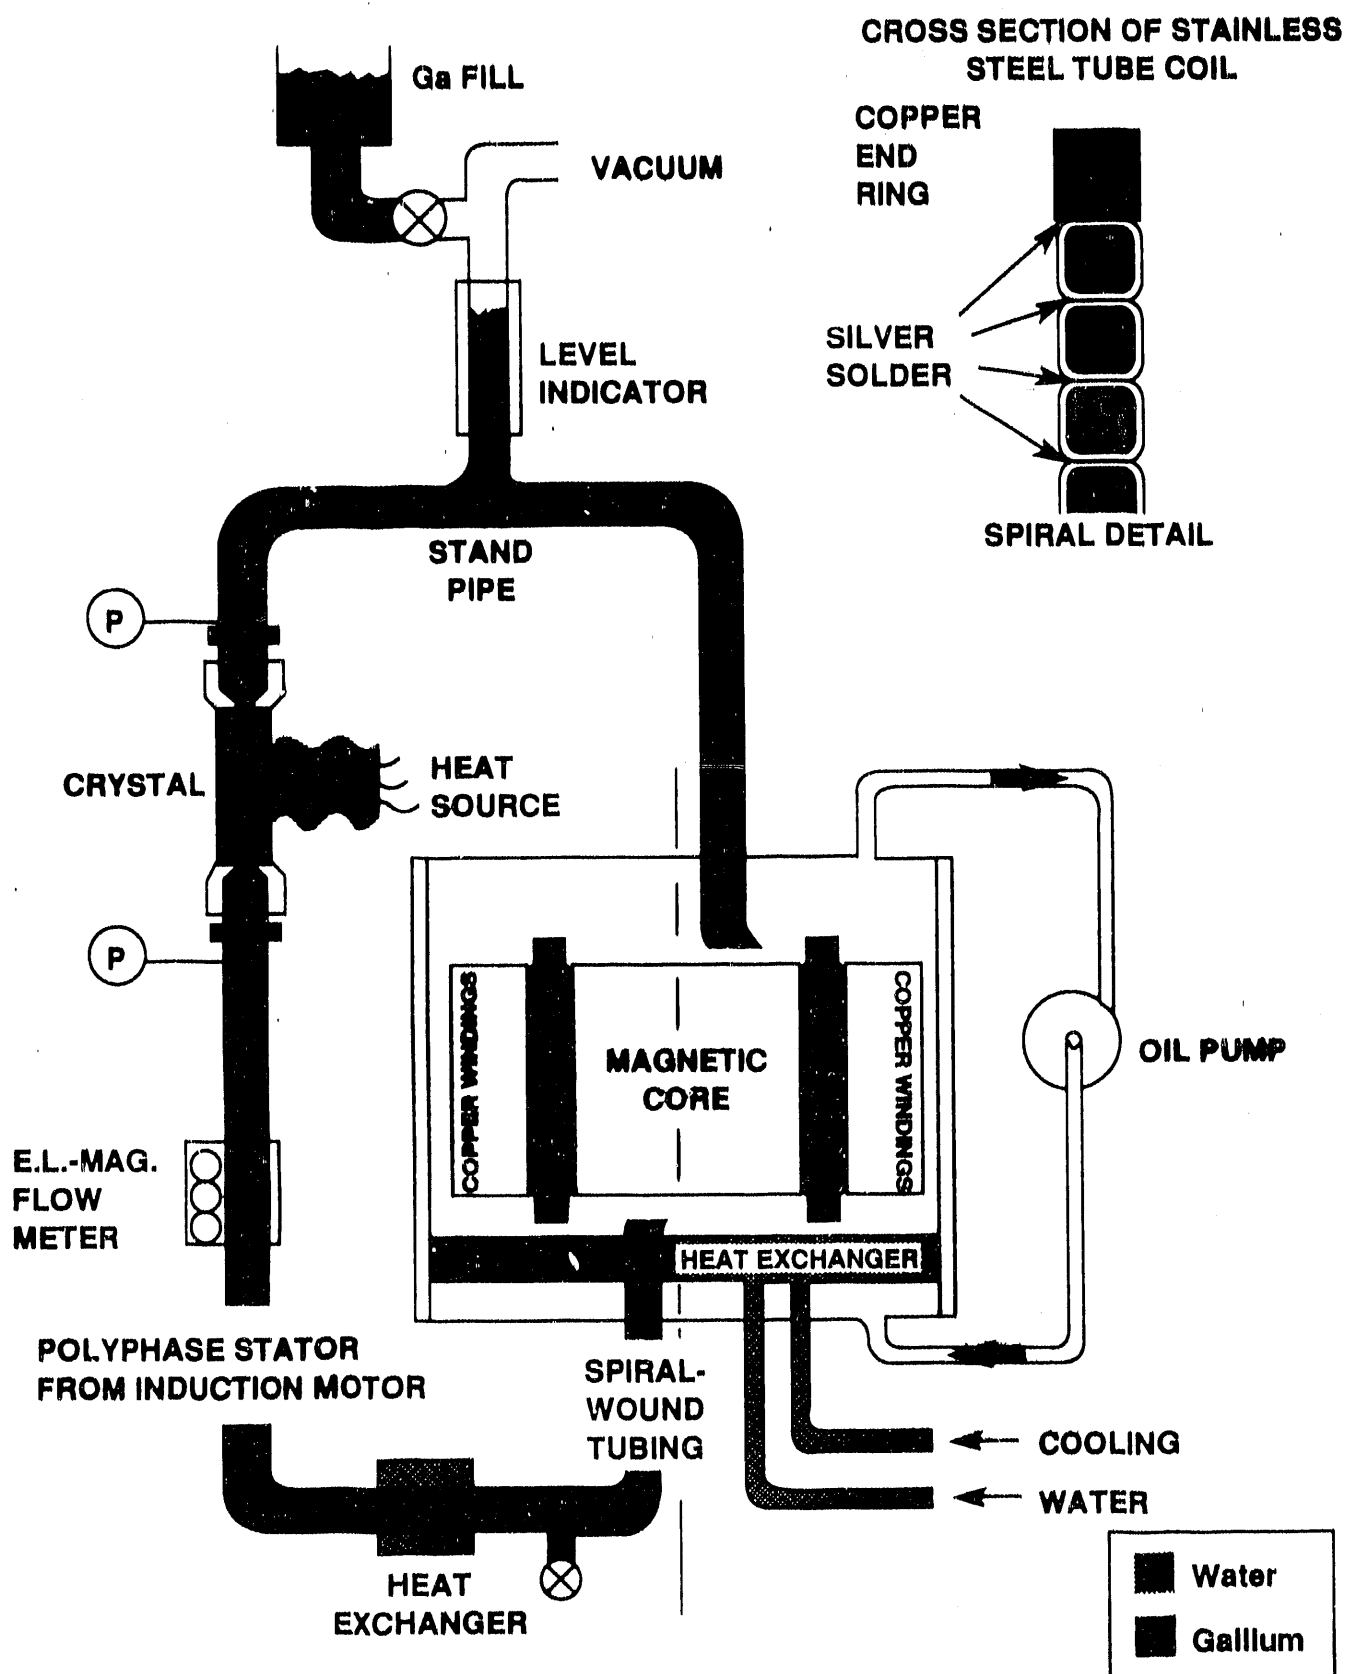 CROSS SECTION OF STAINLESS
STEEL TUBE COIL
Ga FILL
COPPER
END
RING
VACUUM
SILVER
SOLDER
LEVEL
INDICATOR
SPIRAL DETAIL
STAND
PIPE
P
CRYSTAL
HEAT
SOURCE
P
COPPER WINDINGS
MAGNETIC
CORE
COPPER WINDINGS
OIL PUMP
E.L.-MAG.
FLOW
METER
HEAT EXCHANGER
POLYPHASE STATOR
FROM INDUCTION MOTOR
SPIRAL-
WOUND
TUBING
COOLING
WATER
HEAT
EXCHANGER
Water
Gallium